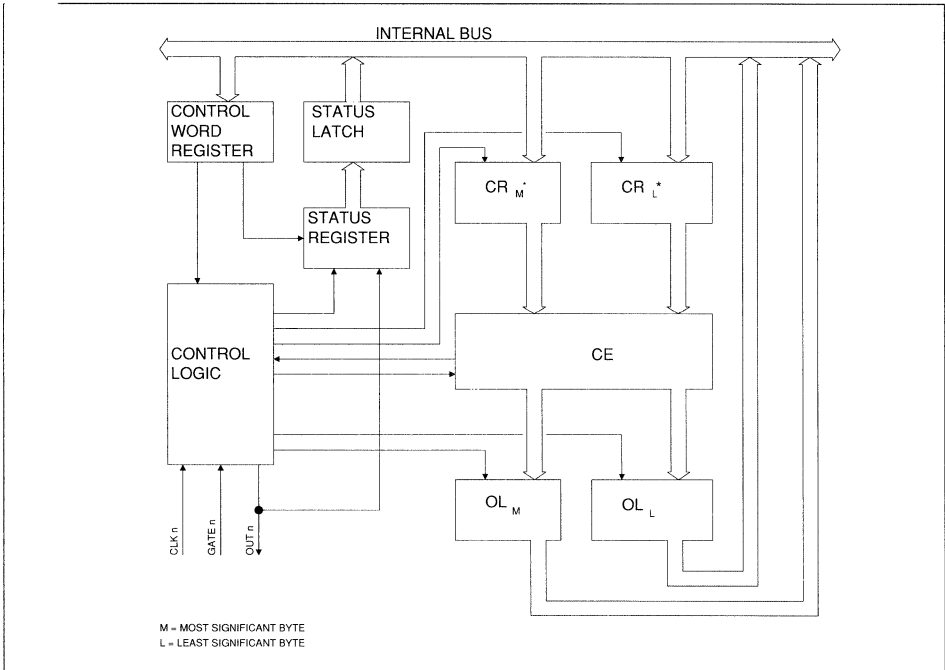 INTERNAL BUS
CONTROL
WORD
REGISTER
STATUS
LATCH
CR M*
CR L*
STATUS
REGISTER
CONTROL
LOGIC
CE
OL M
OL L
CLK n
GATE n
OUT n
M = MOST SIGNIFICANT BYTE
L = LEAST SIGNIFICANT BYTE